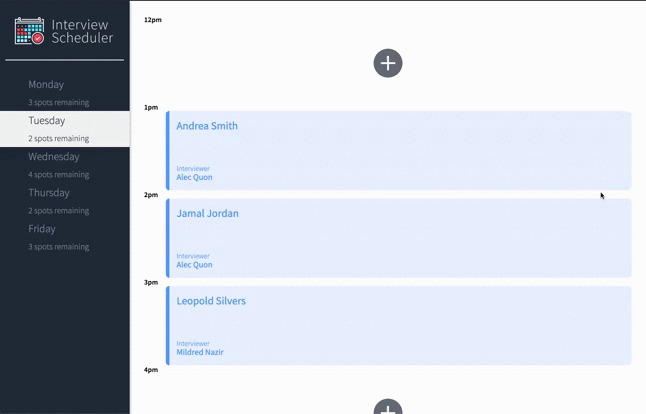 Interview
Scheduler
Monday
3 spots remaining
Tuesday
2 spots remaining
Wednesday
4 spots remaining
Thursday
2 spots remaining
Friday
3 spots remaining
12pm
1pm
Andrea Smith
Interviewer
Alec Quon
2pm
Jamal Jordan
Interviewer
Alec Quon
3pm
Leopold Silvers
Interviewer
Mildred Nazir
4pm